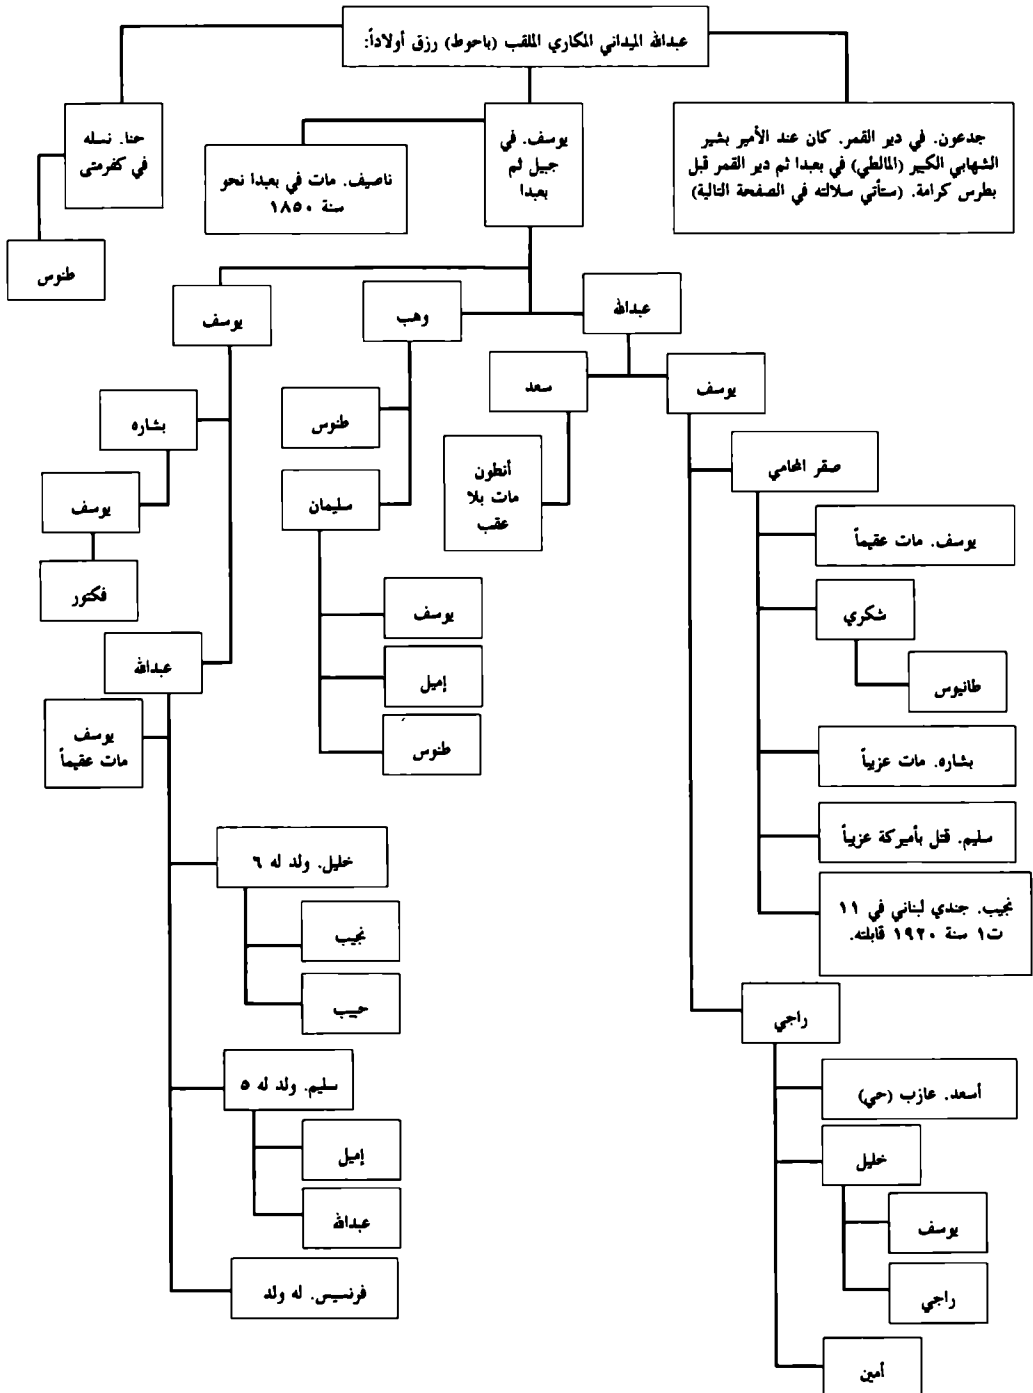 عبدالله الميداني المكاري الملقب (باحوط) رزق أولاداً:
جدعون. في دير القمر. كان عند الأمير بشير
الشهابي الكبير (المالطي) في بعبدا ثم دير القمر قبل
بطرس كرامة. (ستأتي سلالته في الصفحة التالية)
يوسف. في
جبيل ثم
بعبدا
ناصيف. مات في بعبدا نحو
سنة ١٨٥٠
حنا. نسله
في كفرمتى
طنوس
عبدالله
وهب
يوسف
يوسف
سعد
أنطون
مات بلا
عقب
صقر المحامي
يوسف. مات عقيماً
شكري
طانيوس
بشاره. مات عزيباً
سليم. قتل بأميركة عزيباً
نجيب. جندي لبناني في ١١
ت١ سنة ١٩٢٠ قابلته.
راجي
أسعد. عازب (حي)
خليل
يوسف
راجي
أمين
طنوس
سليمان
يوسف
إميل
طنوس
بشاره
يوسف
فكتور
عبدالله
يوسف
مات عقيماً
خليل. ولد له ٦
نجيب
حبيب
سليم. ولد له ٥
إميل
عبدالله
فرنسيس. له ولد